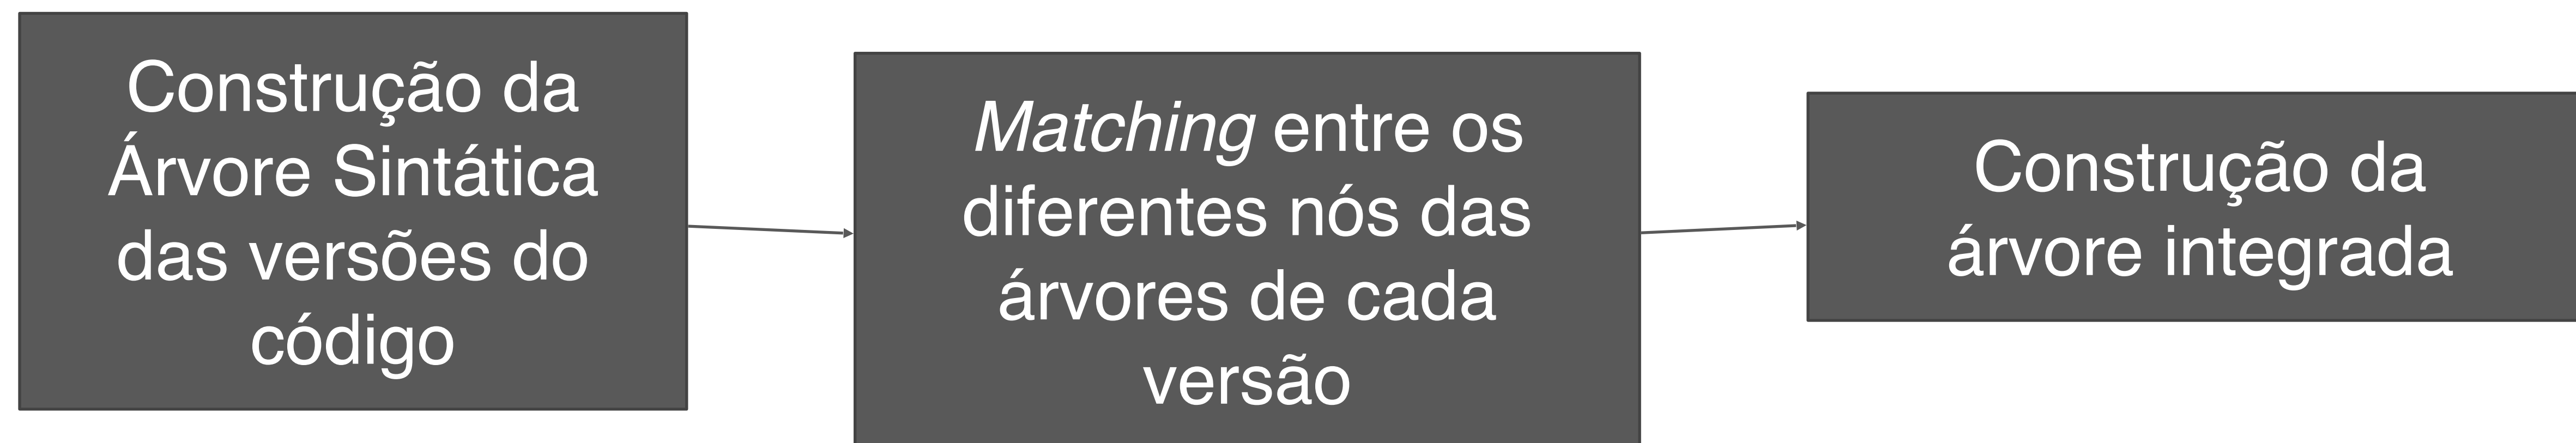 Construção da
Árvore Sintática
das versões do
código
Matching entre os
diferentes nós das
árvores de cada
versão
Construção da
árvore integrada